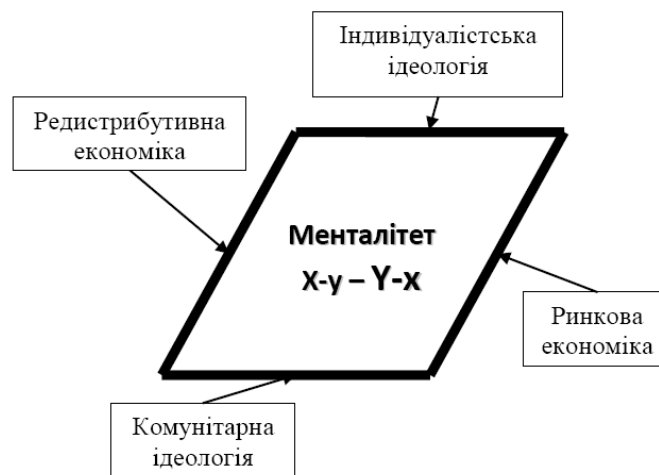 Індивідуалістська
ідеологія
Редистрибутивна
економіка
Менталітет
Х-у – Y-х
Ринкова
економіка
Комунітарна
ідеологія